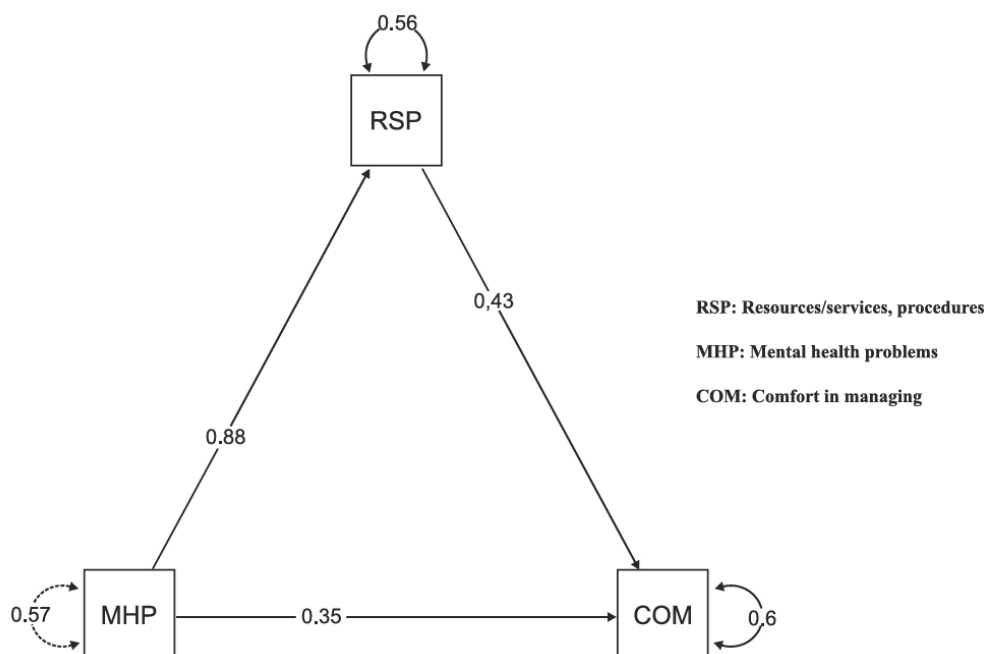 0.56
RSP
0,43
RSP: Resources/services, procedures
MHP: Mental health problems
COM: Comfort in managing
0.88
0.57
MHP
0.35
COM
0.6